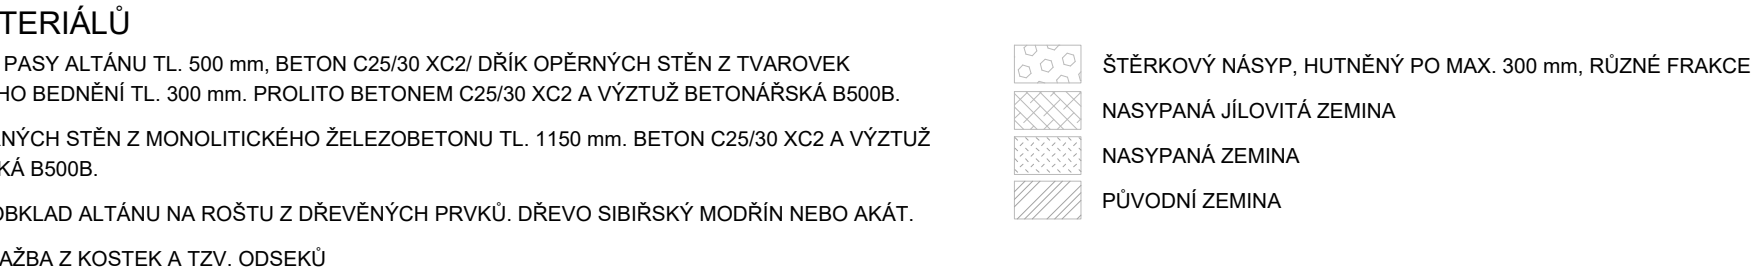 TERIÁLŮ
PASY ALTÁNU TL. 500 mm, BETON C25/30 XC2/ DŘÍK OPĚRNÝCH STĚN Z TVAROVEK
HO BEDNĚNÍ TL. 300 mm. PROLITO BETONEM C25/30 XC2 A VÝZTUŽ BETONÁŘSKÁ B500B.
NÝCH STĚN Z MONOLITICKÉHO ŽELEZOBETONU TL. 1150 mm. BETON C25/30 XC2 A VÝZTUŽ
KÁ B500B.
OBKLAD ALTÁNU NA ROŠTU Z DŘEVĚNÝCH PRVKŮ. DŘEVO SIBIŘSKÝ MODŘÍN NEBO AKÁT.
AŽBA Z KOSTEK A TZV. ODSEKŮ
ŠTĚRKOVÝ NÁSYP, HUTNĚNÝ PO MAX. 300 mm, RŮZNÉ FRAKCE
NASYPANÁ JÍLOVITÁ ZEMINA
NASYPANÁ ZEMINA
PŮVODNÍ ZEMINA